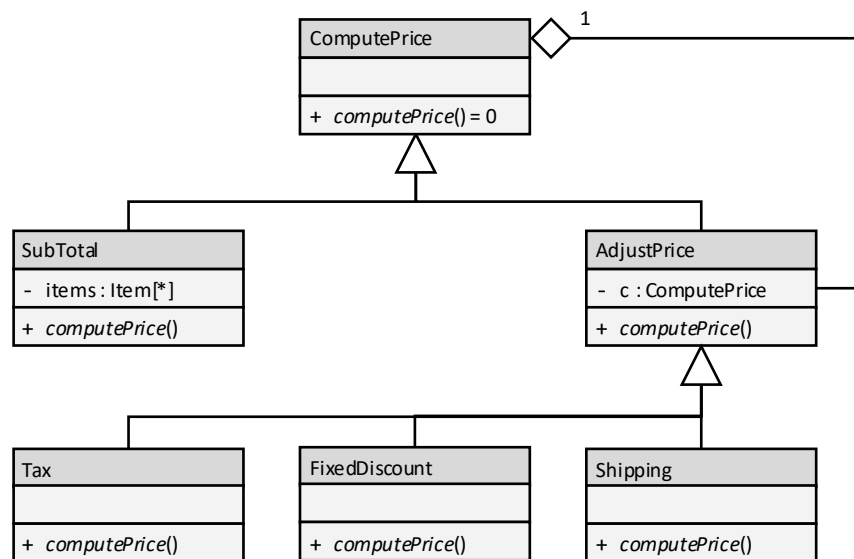 1
ComputePrice
+ computePrice() = 0
SubTotal
- items : Item[*]
+ computePrice()
AdjustPrice
- c : ComputePrice
+ computePrice()
Tax
+ computePrice()
FixedDiscount
+ computePrice()
Shipping
+ computePrice()